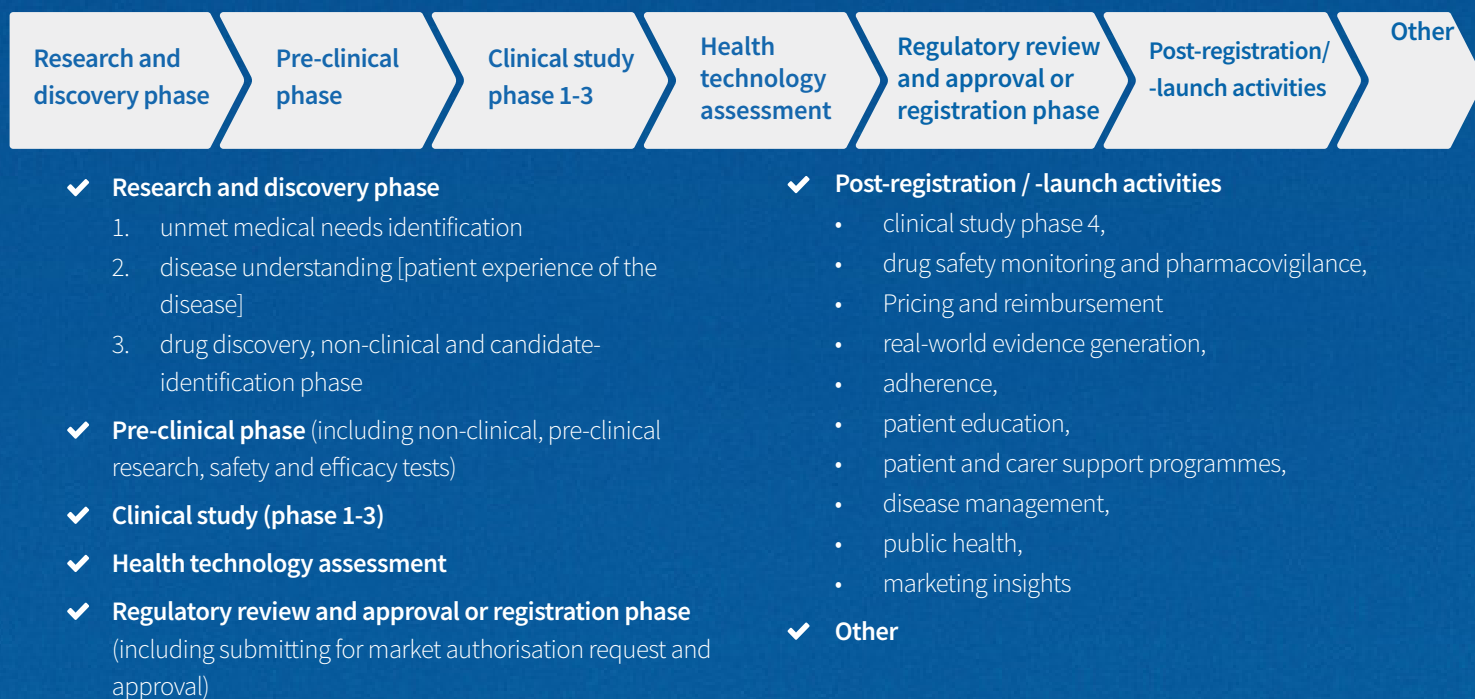 Research and
discovery phase
Pre-clinical
phase
Clinical study
phase 1-3
Health
technology
assessment
Regulatory review
and approval or
registration phase
Post-registration/
-launch activities
Other
Research and discovery phase
1. unmet medical needs identification
2. disease understanding [patient experience of the
disease]
3. drug discovery, non-clinical and candidate-
identification phase
Pre-clinical phase (including non-clinical, pre-clinical
research, safety and efficacy tests)
Clinical study (phase 1-3)
Health technology assessment
Regulatory review and approval or registration phase
(including submitting for market authorisation request and
approval)
Post-registration / -launch activities
• clinical study phase 4,
• drug safety monitoring and pharmacovigilance,
• Pricing and reimbursement
• real-world evidence generation,
• adherence,
• patient education,
• patient and carer support programmes,
• disease management,
• public health,
• marketing insights
Other